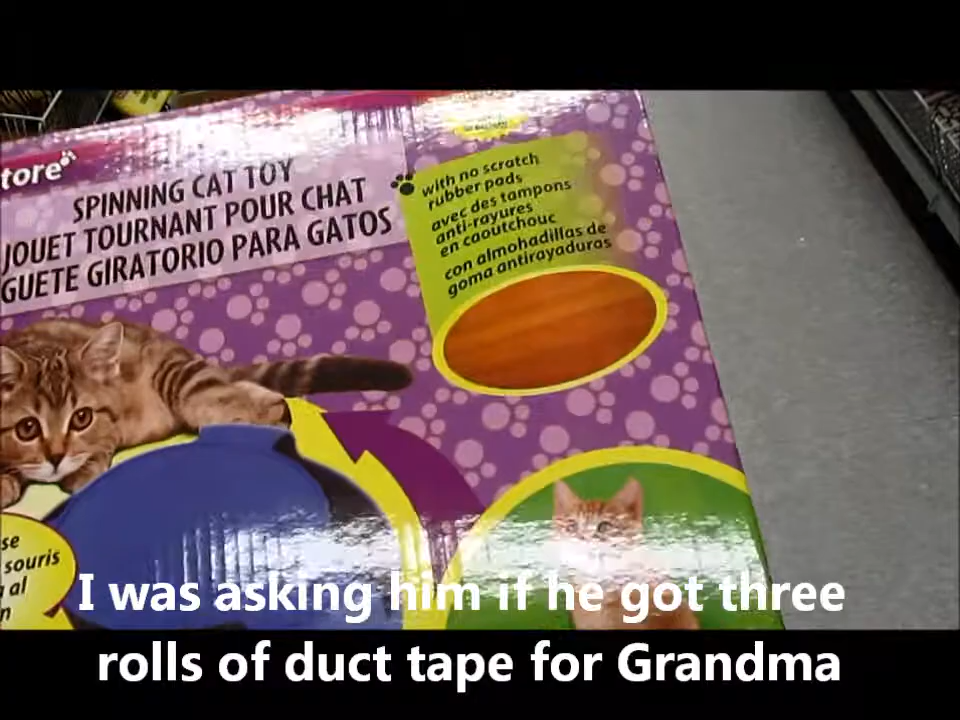 tore
SPINNING CAT TOY
JOUET TOURNANT POUR CHAT
GUETE GIRATORIO PARA GATOS
with no scratch
rubber pads
avec des tampons
anti-rayures
en caoutchouc
con almohadillas de
goma antirayaduras
se
souris
al
n
I was asking him if he got three
rolls of duct tape for Grandma